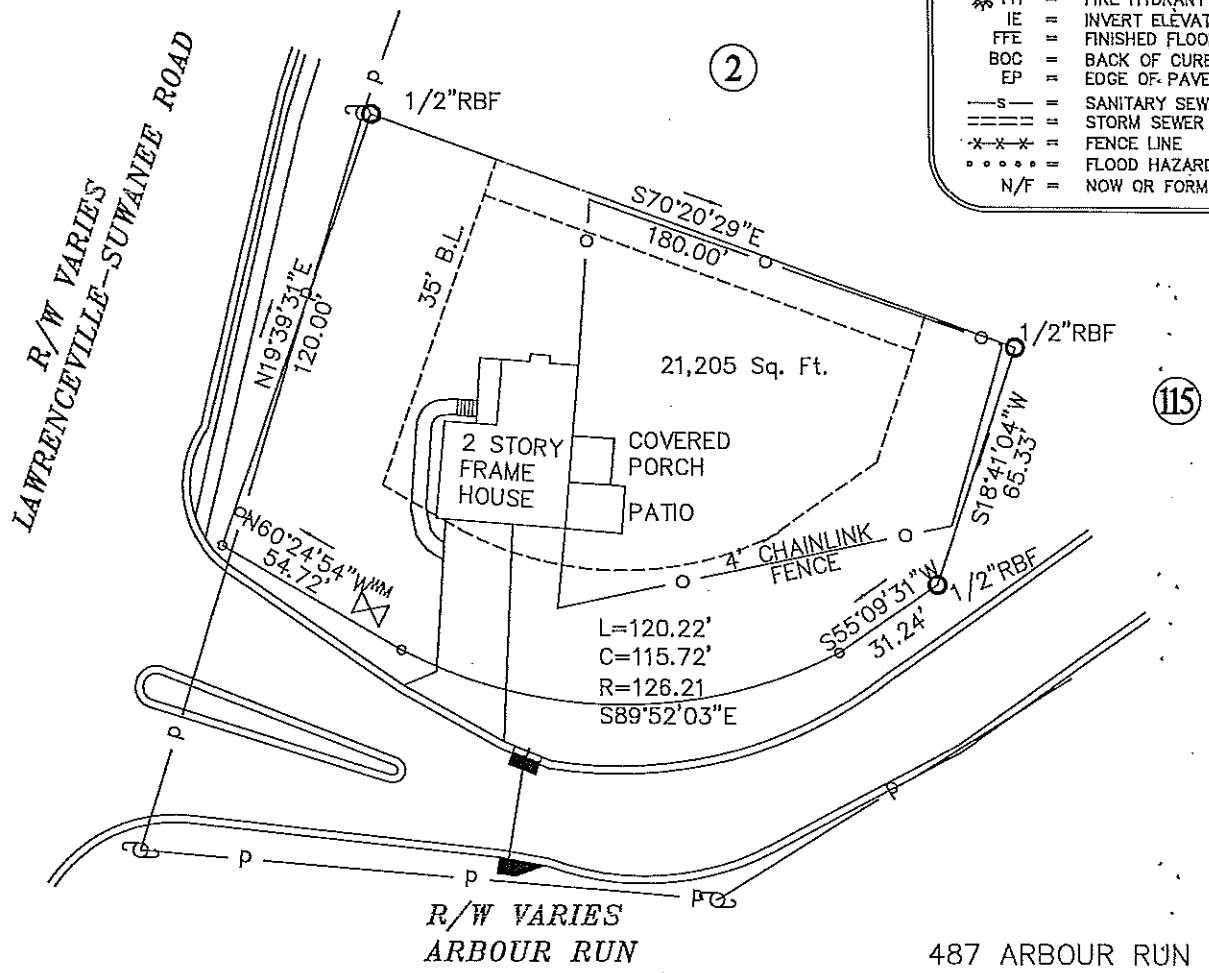 FH = FIRE HYDRANT
IE = INVERT ELEVAT
FFE = FINISHED FLOO
BOC = BACK OF CURB
EP = EDGE OF PAVE
—S— = SANITARY SEW
==== = STORM SEWER
-X-X-X- = FENCE LINE
= FLOOD HAZARD
N/F = NOW OR FORM
2
P
1/2"RBF
R/W VARIES
LAWRENCEVILLE-SUWANEE ROAD
N19°39'31"E
120.00'
35' B.L.
S70°20'29"E
180.00'
1/2"RBF
21,205 Sq. Ft.
115
S18°41'04"W
65.33'
2 STORY
FRAME
HOUSE
COVERED
PORCH
PATIO
4' CHAINLINK
FENCE
N60°24'54"W
54.72'
WM
S55°09'31"W
31.24'
1/2"RBF
L=120.22'
C=115.72'
R=126.21
S89°52'03"E
P
P
P
P
P
R/W VARIES
ARBOUR RUN
487 ARBOUR RUN